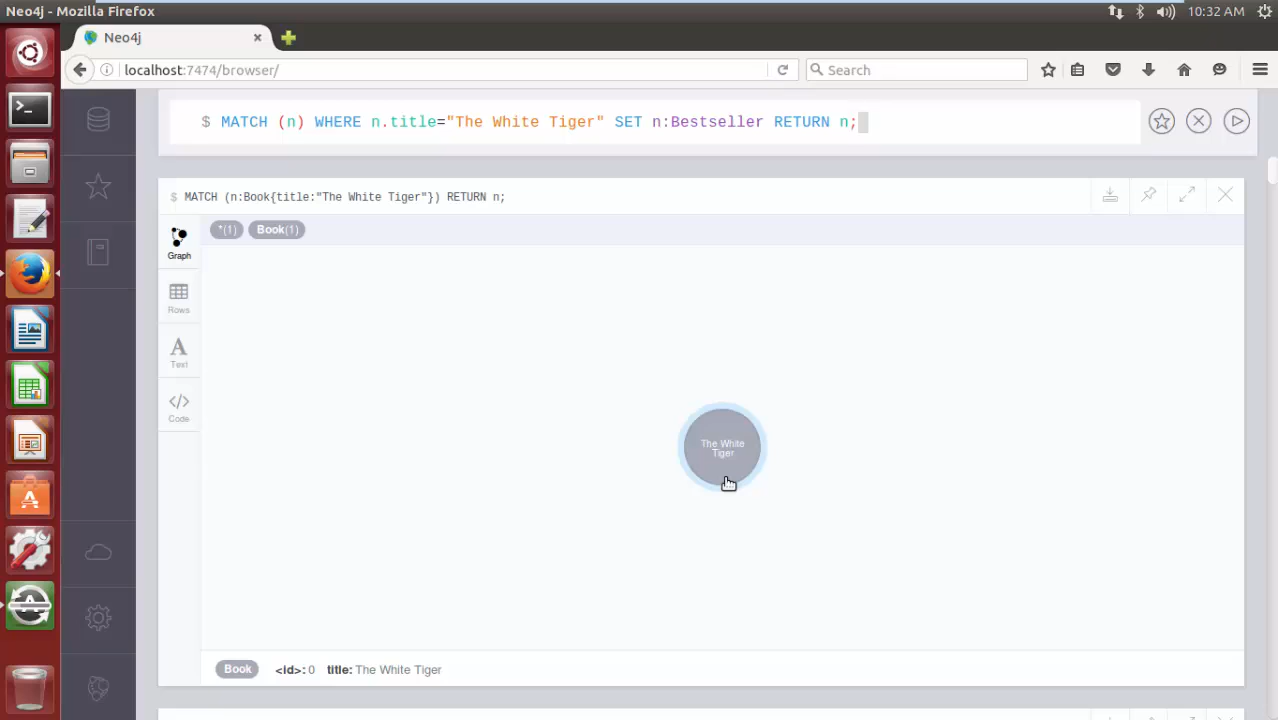 Neo4j - Mozilla Firefox
10:32 AM
Neo4j
localhost:7474/browser/
Search
$ MATCH (n) WHERE n.title="The White Tiger" SET n:Bestseller RETURN n;
$ MATCH (n:Book{title:"The White Tiger"}) RETURN n;
*(1) Book(1)
Graph
Rows
Text
Code
The White
Tiger
Book <id>: 0 title: The White Tiger